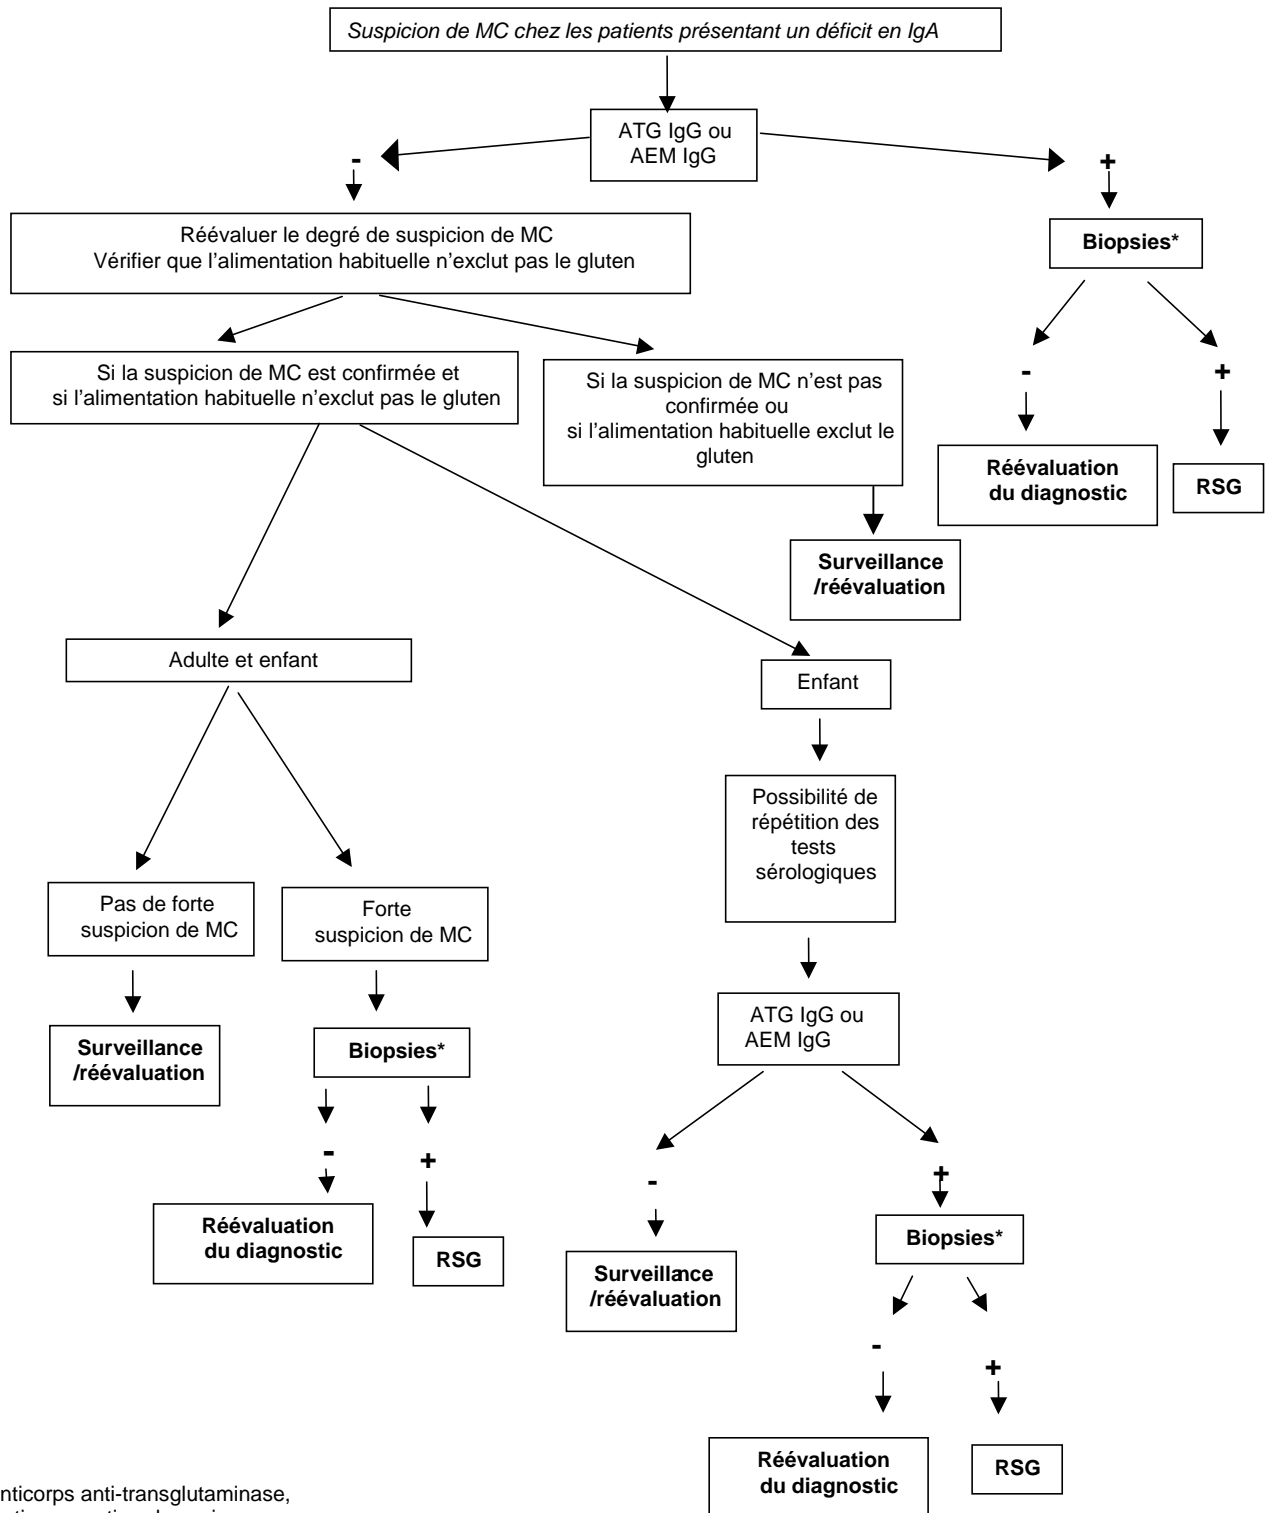 Suspicion de MC chez les patients présentant un déficit en IgA
ATG IgG ou
AEM IgG
-
+
Réévaluer le degré de suspicion de MC
Vérifier que l'alimentation habituelle n'exclut pas le gluten
Biopsies*
Si la suspicion de MC est confirmée et
si l'alimentation habituelle n'exclut pas le gluten
Si la suspicion de MC n'est pas
confirmée ou
si l'alimentation habituelle exclut le
gluten
-
+
Réévaluation
du diagnostic
RSG
Surveillance
/réévaluation
Adulte et enfant
Enfant
Possibilité de
répétition des
tests
sérologiques
Pas de forte
suspicion de MC
Forte
suspicion de MC
ATG IgG ou
AEM IgG
Surveillance
/réévaluation
Biopsies*
-
+
-
+
Réévaluation
du diagnostic
RSG
Biopsies*
Surveillance
/réévaluation
-
+
Réévaluation
du diagnostic
RSG
nticorps anti-transglutaminase,